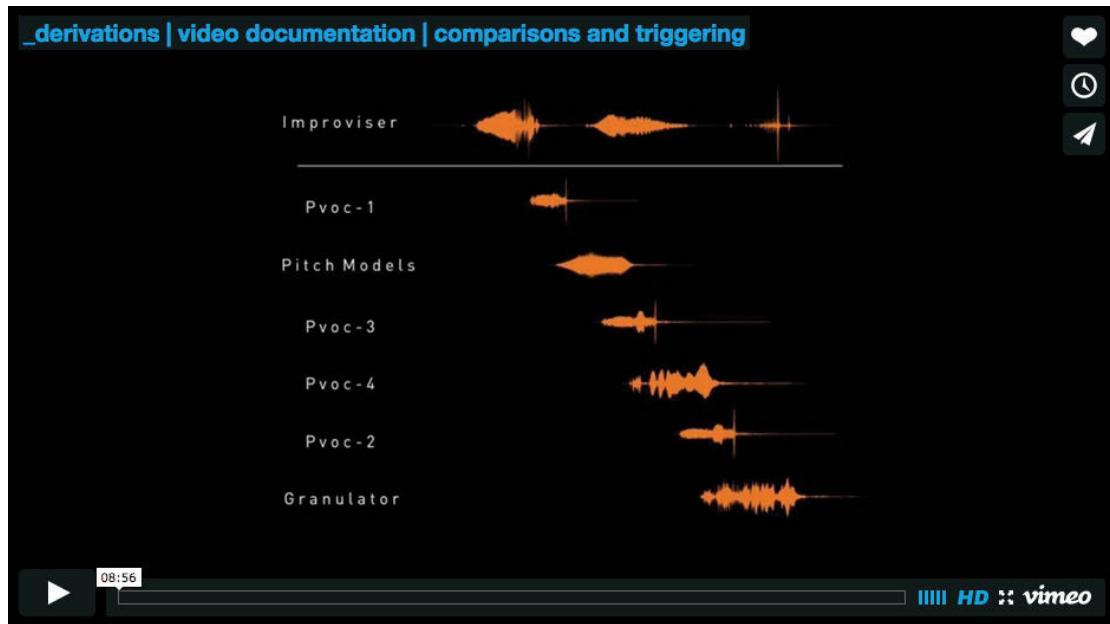 _derivations | video documentation | comparisons and triggering
Improviser
Pvoc-1
Pitch Models
Pvoc-3
Pvoc-4
Pvoc-2
Granulator
08:56
HD vimeo